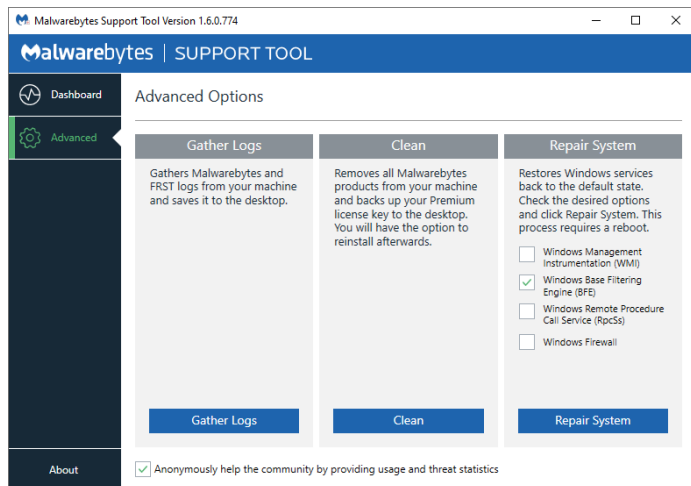 Malwarebytes Support Tool Version 1.6.0.774
Malwarebytes | SUPPORT TOOL
Dashboard
Advanced
About
Advanced Options
Gather Logs
Gathers Malwarebytes and
FRST logs from your machine
and saves it to the desktop.
Gather Logs
Clean
Removes all Malwarebytes
products from your machine
and backs up your Premium
license key to the desktop.
You will have the option to
reinstall afterwards.
Clean
Repair System
Restores Windows services
back to the default state.
Check the desired options
and click Repair System. This
process requires a reboot.
Windows Management
Instrumentation (WMI)
Windows Base Filtering
Engine (BFE)
Windows Remote Procedure
Call Service (RpcSs)
Windows Firewall
Repair System
Anonymously help the community by providing usage and threat statistics